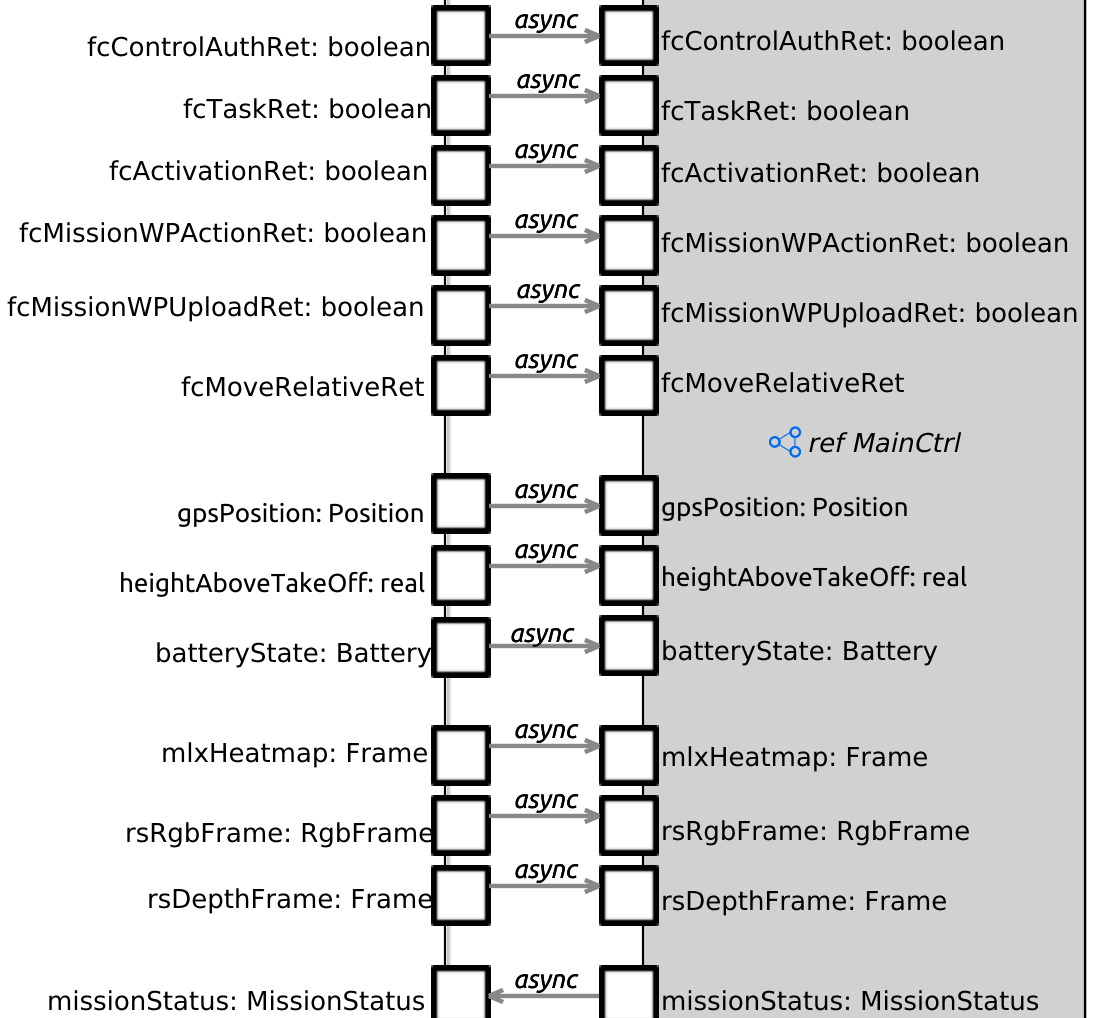 async
fcControlAuthRet: boolean
fcControlAuthRet: boolean
async
fcTaskRet: boolean
fcTaskRet: boolean
async
fcActivationRet: boolean
fcActivationRet: boolean
async
fcMissionWPActionRet: boolean
fcMissionWPActionRet: boolean
async
fcMissionWPUploadRet: boolean
fcMissionWPUploadRet: boolean
async
fcMoveRelativeRet
fcMoveRelativeRet
ref MainCtrl
async
gpsPosition: Position
gpsPosition: Position
async
heightAboveTakeOff: real
heightAboveTakeOff: real
async
batteryState: Battery
batteryState: Battery
async
mlxHeatmap: Frame
mlxHeatmap: Frame
async
rsRgbFrame: RgbFrame
rsRgbFrame: RgbFrame
async
rsDepthFrame: Frame
rsDepthFrame: Frame
async
missionStatus: MissionStatus
missionStatus: MissionStatus